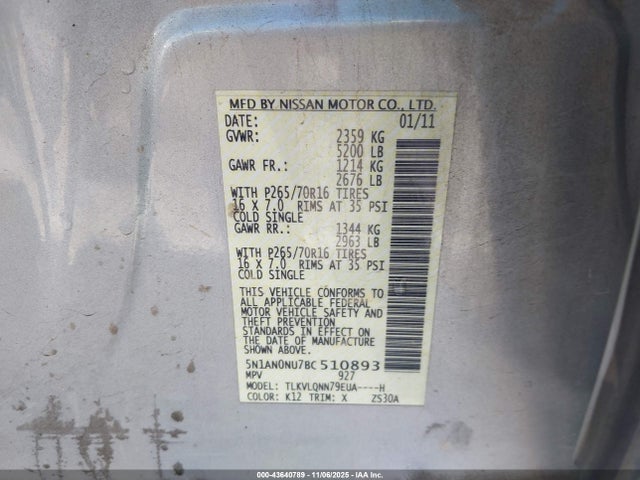 MFD BY NISSAN MOTOR CO., LTD.
DATE: 01/11
GVWR: 2359 KG
5200 LB
GAWR FR.: 1214 KG
2676 LB
WITH P265/70R16 TIRES
16 X 7.0 RIMS AT 35 PSI
COLD SINGLE
GAWR RR.: 1344 KG
2963 LB
WITH P265/70R16 TIRES
16 X 7.0 RIMS AT 35 PSI
COLD SINGLE
THIS VEHICLE CONFORMS TO
ALL APPLICABLE FEDERAL
MOTOR VEHICLE SAFETY AND
THEFT PREVENTION
STANDARDS IN EFFECT ON
THE DATE OF MANUFACTURE
SHOWN ABOVE.
5N1AN0NU7BC510893
MPV 927
MODEL: TLKVLQNN79EUA----H
COLOR: K12 TRIM: X ZS30A
000-43640789 - 11/06/2025 - IAA Inc.